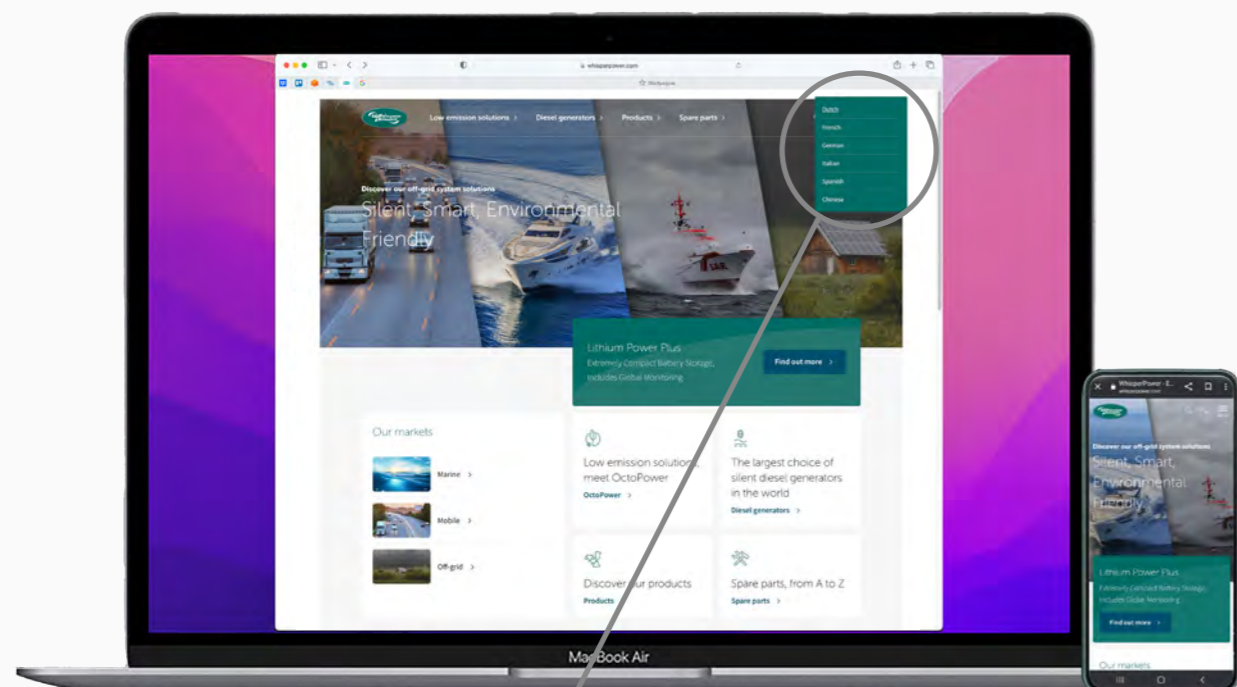 whisperpower.com
Low emission solutions
Diesel generators
Products
Spare parts
Dutch
French
German
Italian
Spanish
Chinese
Discover our off-grid system solutions
Silent, Smart, Environmental
Friendly
SAR
Lithium Power Plus
Extremely Compact Battery Storage,
Includes Global Monitoring
Find out more
Our markets
Marine
Mobile
Off-grid
Low emission solutions,
meet OctoPower
OctoPower
The largest choice of
silent diesel generators
in the world
Diesel generators
Discover our products
Products
Spare parts, from A to Z
Spare parts
MacBook Air
WhisperPower - E...
whisperpower.com
Discover our off-grid system solutions
Silent, Smart,
Environmental
Friendly
Lithium Power Plus
Extremely Compact Battery Storage,
Includes Global Monitoring
Find out more
Our markets